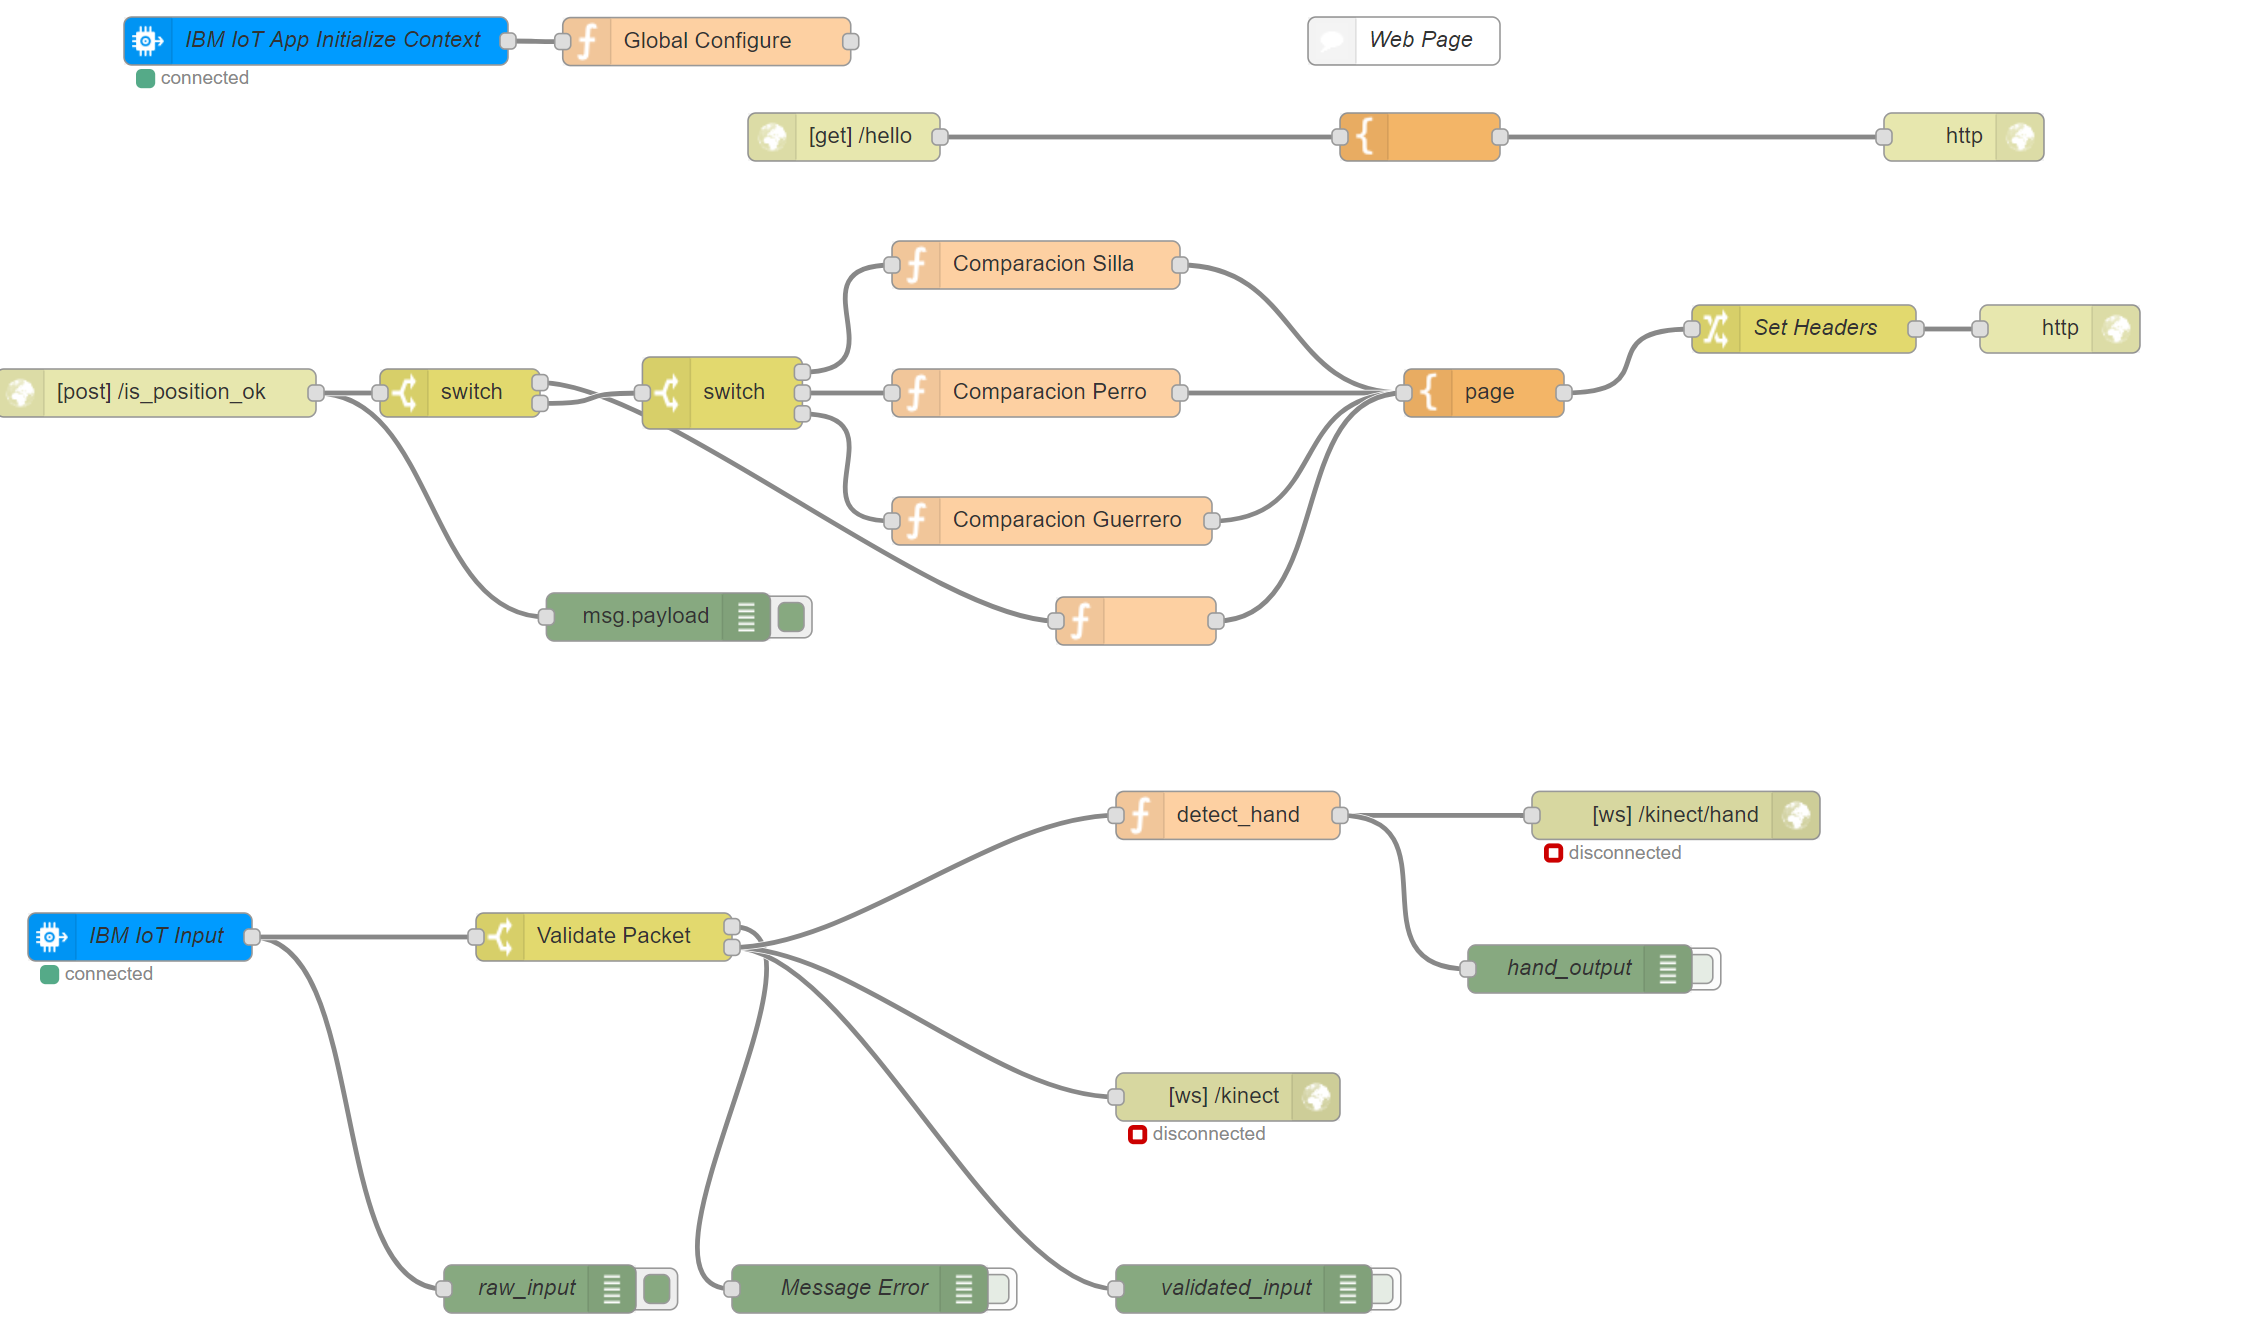 IBM IoT App Initialize Context
connected
Global Configure
Web Page
[get] /hello
http
Comparacion Silla
Set Headers
http
[post] /is_position_ok
switch
switch
Comparacion Perro
page
Comparacion Guerrero
msg.payload
detect_hand
[ws] /kinect/hand
disconnected
IBM IoT Input
connected
Validate Packet
hand_output
[ws] /kinect
disconnected
raw_input
Message Error
validated_input